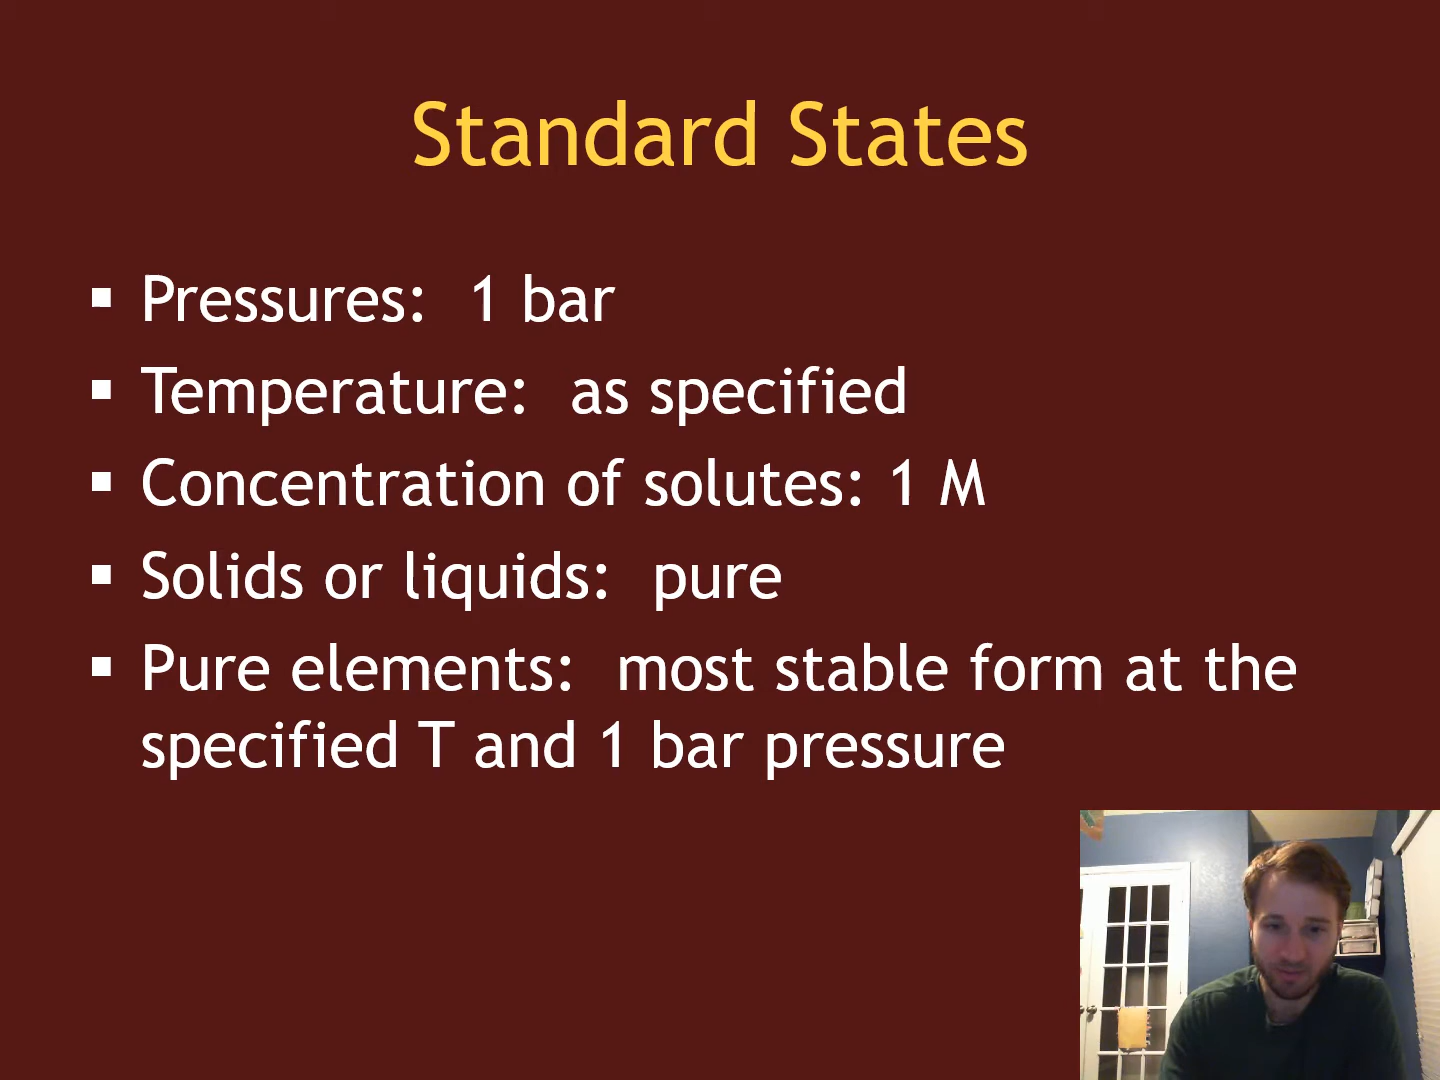 Standard States
▪ Pressures: 1 bar
▪ Temperature: as specified
▪ Concentration of solutes: 1 M
▪ Solids or liquids: pure
▪ Pure elements: most stable form at the
specified T and 1 bar pressure